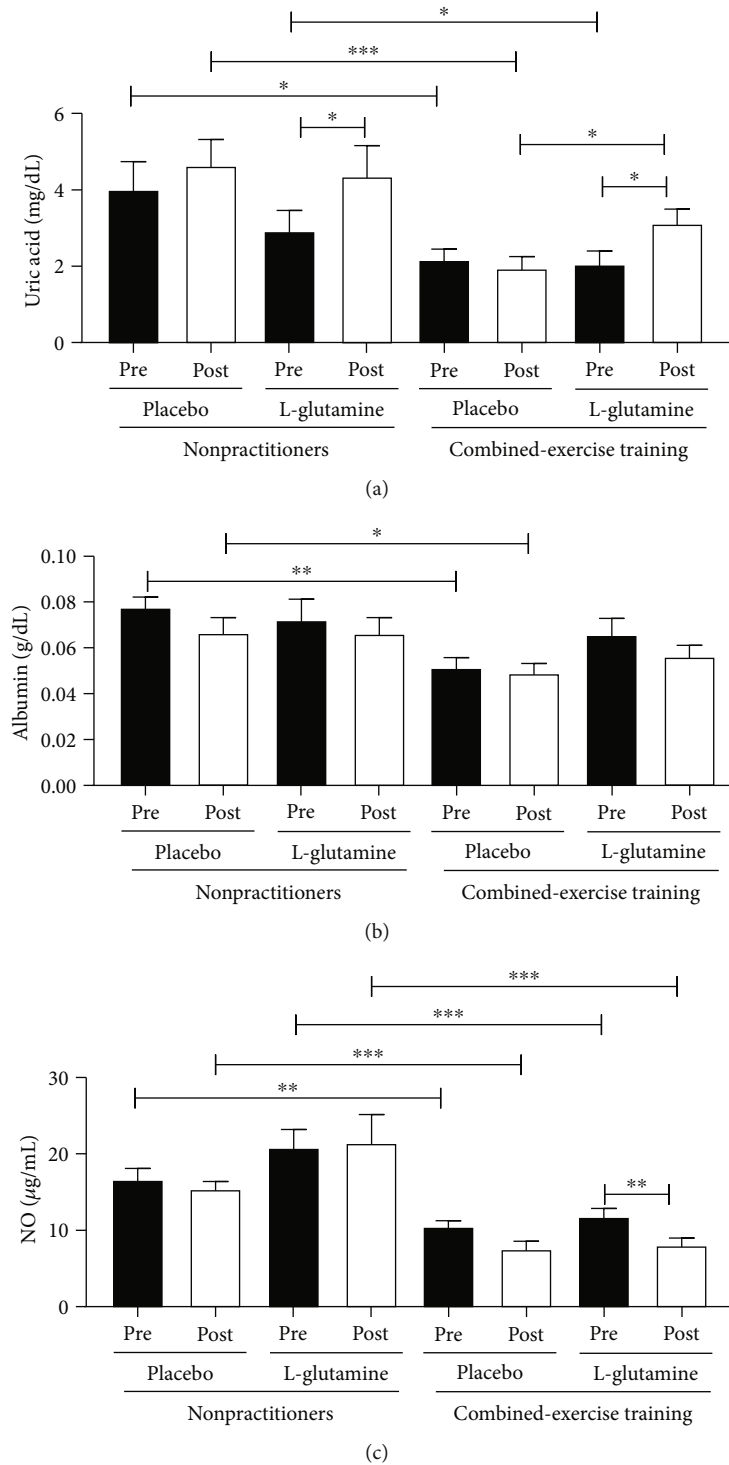 *
***
*
*
*
*
6
4
2
0
Uric acid (mg/dL)
Pre Post Pre Post Pre Post Pre Post
Placebo L-glutamine Placebo L-glutamine
Nonpractitioners Combined-exercise training
(a)
*
**
0.10
0.08
0.06
0.04
0.02
0.00
Albumin (g/dL)
Pre Post Pre Post Pre Post Pre Post
Placebo L-glutamine Placebo L-glutamine
Nonpractitioners Combined-exercise training
(b)
***
***
***
**
**
30
20
10
0
NO (μg/mL)
Pre Post Pre Post Pre Post Pre Post
Placebo L-glutamine Placebo L-glutamine
Nonpractitioners Combined-exercise training
(c)